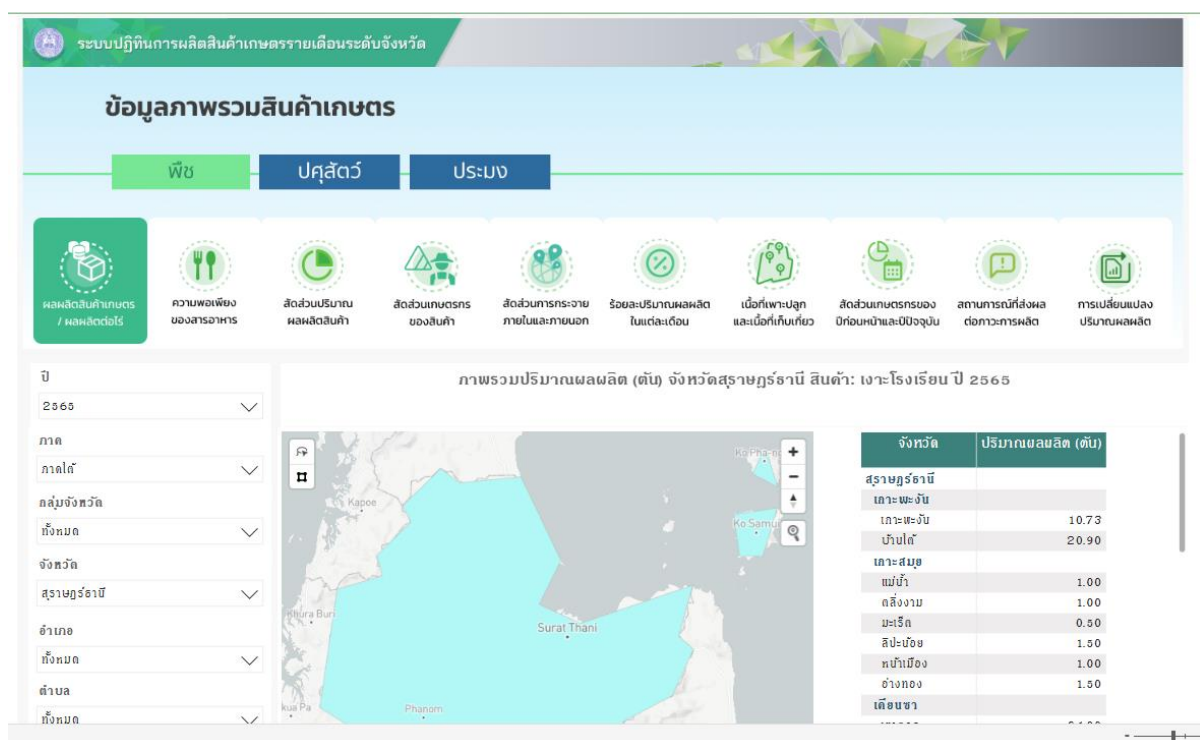 ระบบปฏิทินการผลิตสินค้าเกษตรรายเดือนระดับจังหวัด
ข้อมูลภาพรวมสินค้าเกษตร
พืช ปศุสัตว์ ประมง
ผลผลิตสินค้าเกษตร
/ ผลผลิตต่อไร่
ความพอเพียง
ของสารอาหาร
สัดส่วนปริมาณ
ผลผลิตสินค้า
สัดส่วนเกษตรกร
ของสินค้า
สัดส่วนการกระจาย
ภายในและภายนอก
ร้อยละปริมาณผลผลิต
ในแต่ละเดือน
เนื้อที่เพาะปลูก
และเนื้อที่เก็บเกี่ยว
สัดส่วนเกษตรกรของ
ปีก่อนหน้าและปีปัจจุบัน
สถานการณ์ที่ส่งผล
ต่อภาวะการผลิต
การเปลี่ยนแปลง
ปริมาณผลผลิต
ปี
2565
ภาค
ภาคใต้
กลุ่มจังหวัด
ทั้งหมด
จังหวัด
สุราษฎร์ธานี
อำเภอ
ทั้งหมด
ตำบล
ทั้งหมด
ภาพรวมปริมาณผลผลิต (ตัน) จังหวัดสุราษฎร์ธานี สินค้า: เงาะโรงเรียน ปี 2565
Kapoe
Ko Samui
Khura Buri
Surat Thani
Phanom
จังหวัด ปริมาณผลผลิต (ตัน)
สุราษฎร์ธานี
เกาะพะงัน
เกาะพะงัน 10.73
บ้านใต้ 20.90
เกาะสมุย
แม่น้ำ 1.00
ตลิ่งงาม 1.00
มะเร็ต 0.50
ลิปะน้อย 1.50
หน้าเมือง 1.00
อ่างทอง 1.50
เคียนซา